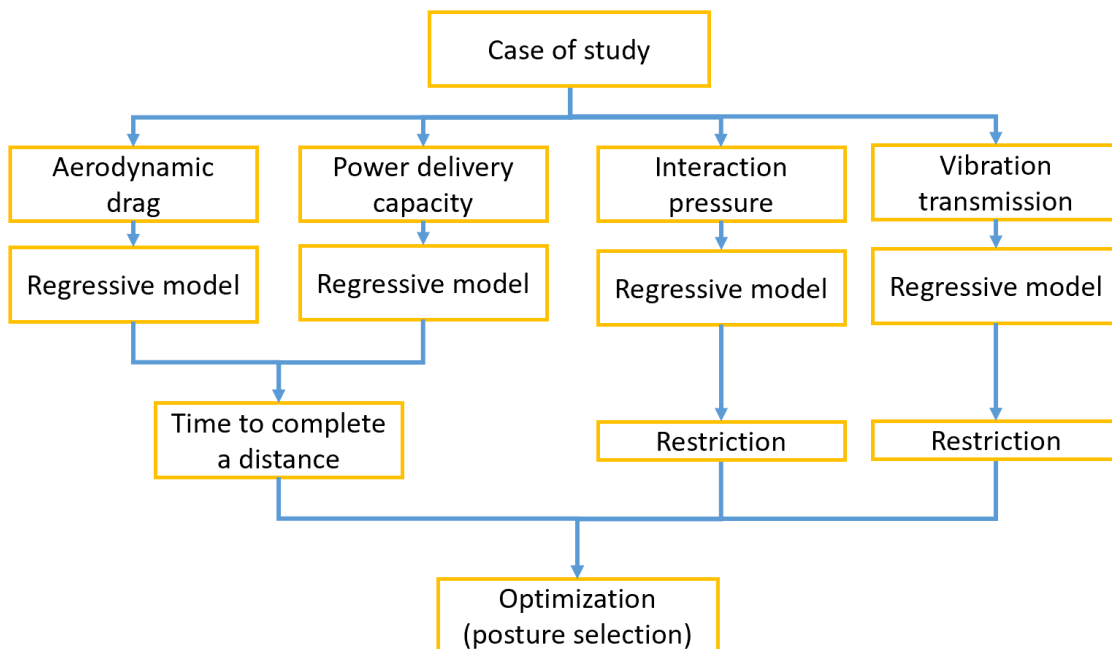 Case of study
Aerodynamic
drag
Power delivery
capacity
Interaction
pressure
Vibration
transmission
Regressive model
Regressive model
Regressive model
Regressive model
Time to complete
a distance
Restriction
Restriction
Optimization
(posture selection)